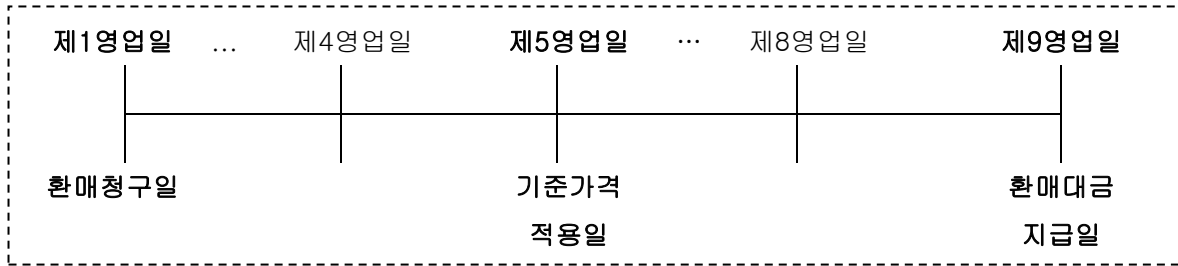 제1영업일 … 제4영업일 제5영업일 … 제8영업일 제9영업일
환매청구일 기준가격 환매대금
적용일 지급일